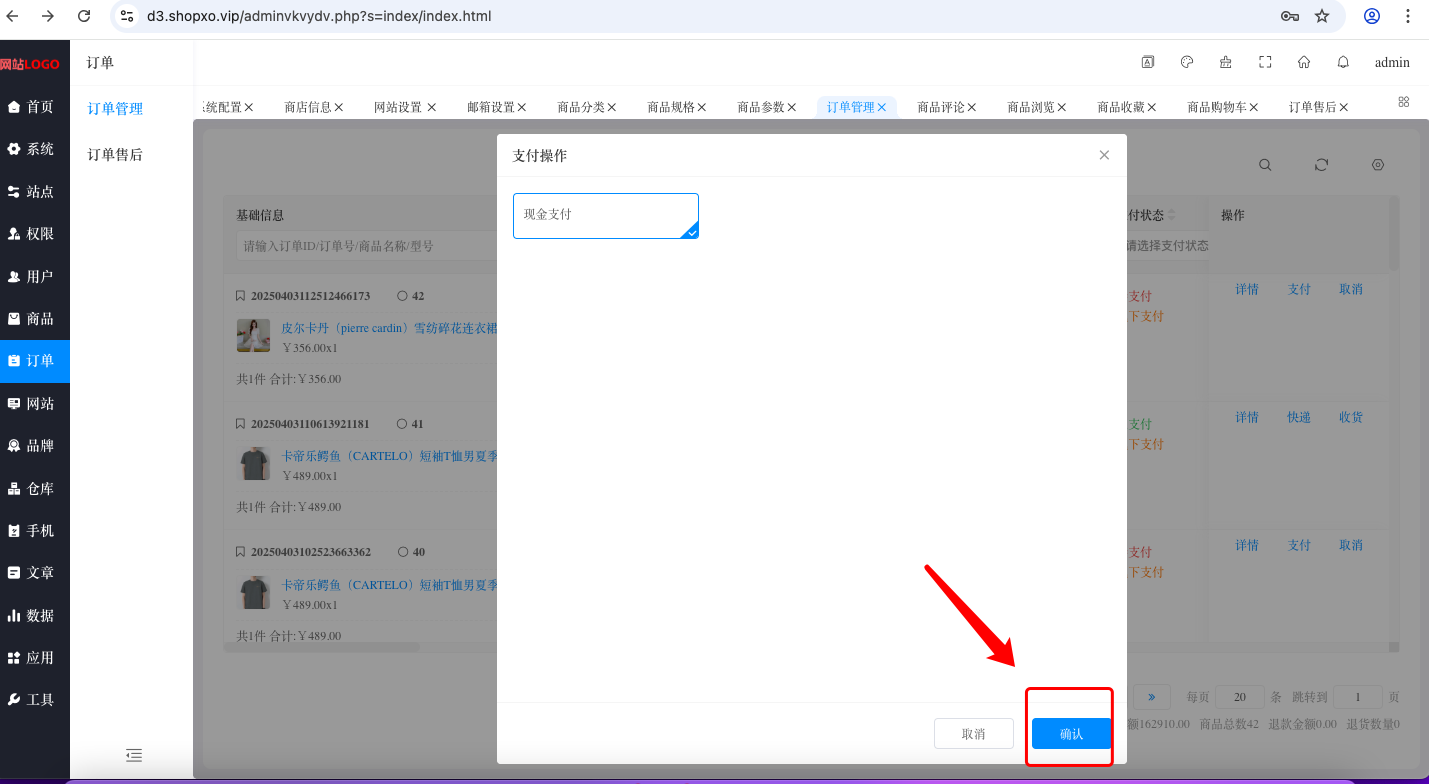 d3.shopxo.vip/adminvkvydv.php?s=index/index.html
网站LOGO
首页
系统
站点
权限
用户
商品
订单
网站
品牌
仓库
手机
文章
数据
应用
工具
订单
订单管理
订单售后
admin
系统配置 商店信息 网站设置 邮箱设置 商品分类 商品规格 商品参数 订单管理 商品评论 商品浏览 商品收藏 商品购物车 订单售后
支付操作
现金支付
取消 确认
基础信息 付状态 操作
请输入订单ID/订单号/商品名称/型号 请选择支付状态
20250403112512466173 42 支付 详情 支付 取消
皮尔卡丹（pierre cardin）雪纺碎花连衣裙 下支付
￥356.00x1
共1件 合计:￥356.00
20250403110613921181 41 支付 详情 快递 收货
卡帝乐鳄鱼（CARTELO）短袖T恤男夏季 下支付
￥489.00x1
共1件 合计:￥489.00
20250403102523663362 40 支付 详情 支付 取消
卡帝乐鳄鱼（CARTELO）短袖T恤男夏季 下支付
￥489.00x1
共1件 合计:￥489.00
» 每页 20 条 跳转到 1 页
额162910.00 商品总数42 退款金额0.00 退货数量0